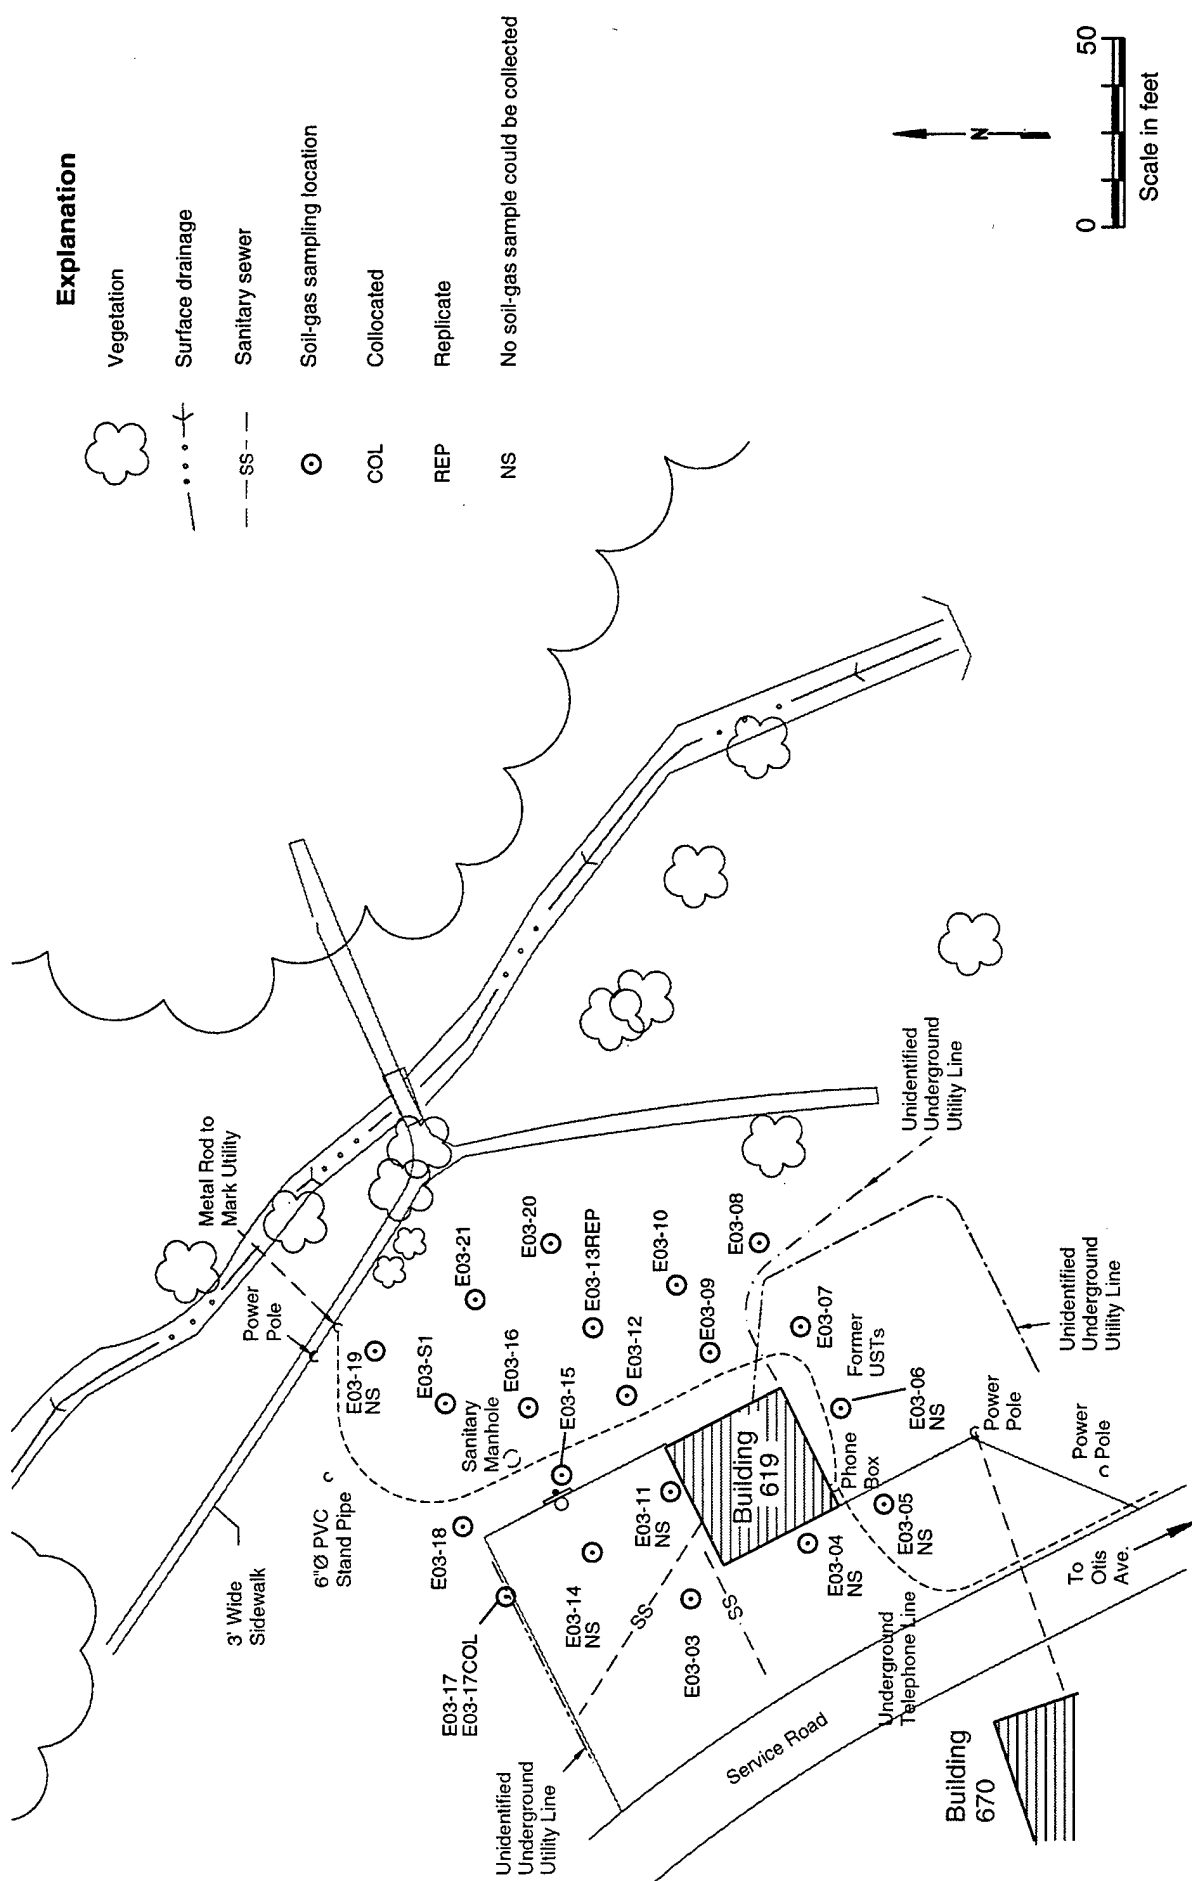 Explanation
Vegetation
Surface drainage
SS
Sanitary sewer
Soil-gas sampling location
COL
Collocated
REP
Replicate
NS
No soil-gas sample could be collected
N
0
50
Scale in feet
Metal Rod to
Mark Utility
Power
Pole
3' Wide
Sidewalk
6"Ø PVC
Stand Pipe
E03-19
NS
E03-21
E03-20
E03-S1
Sanitary
Manhole
E03-16
E03-13REP
E03-15
E03-12
E03-10
E03-09
E03-08
E03-18
E03-17
E03-17COL
E03-14
NS
E03-11
NS
Building
619
E03-07
Former
USTs
E03-06
NS
Phone
Box
E03-05
NS
E03-04
NS
E03-03
SS
SS
Unidentified
Underground
Utility Line
Unidentified
Underground
Utility Line
Unidentified
Underground
Utility Line
Power
Pole
Power
Pole
To
Otis
Ave.
Underground
Telephone Line
Service Road
Building
670